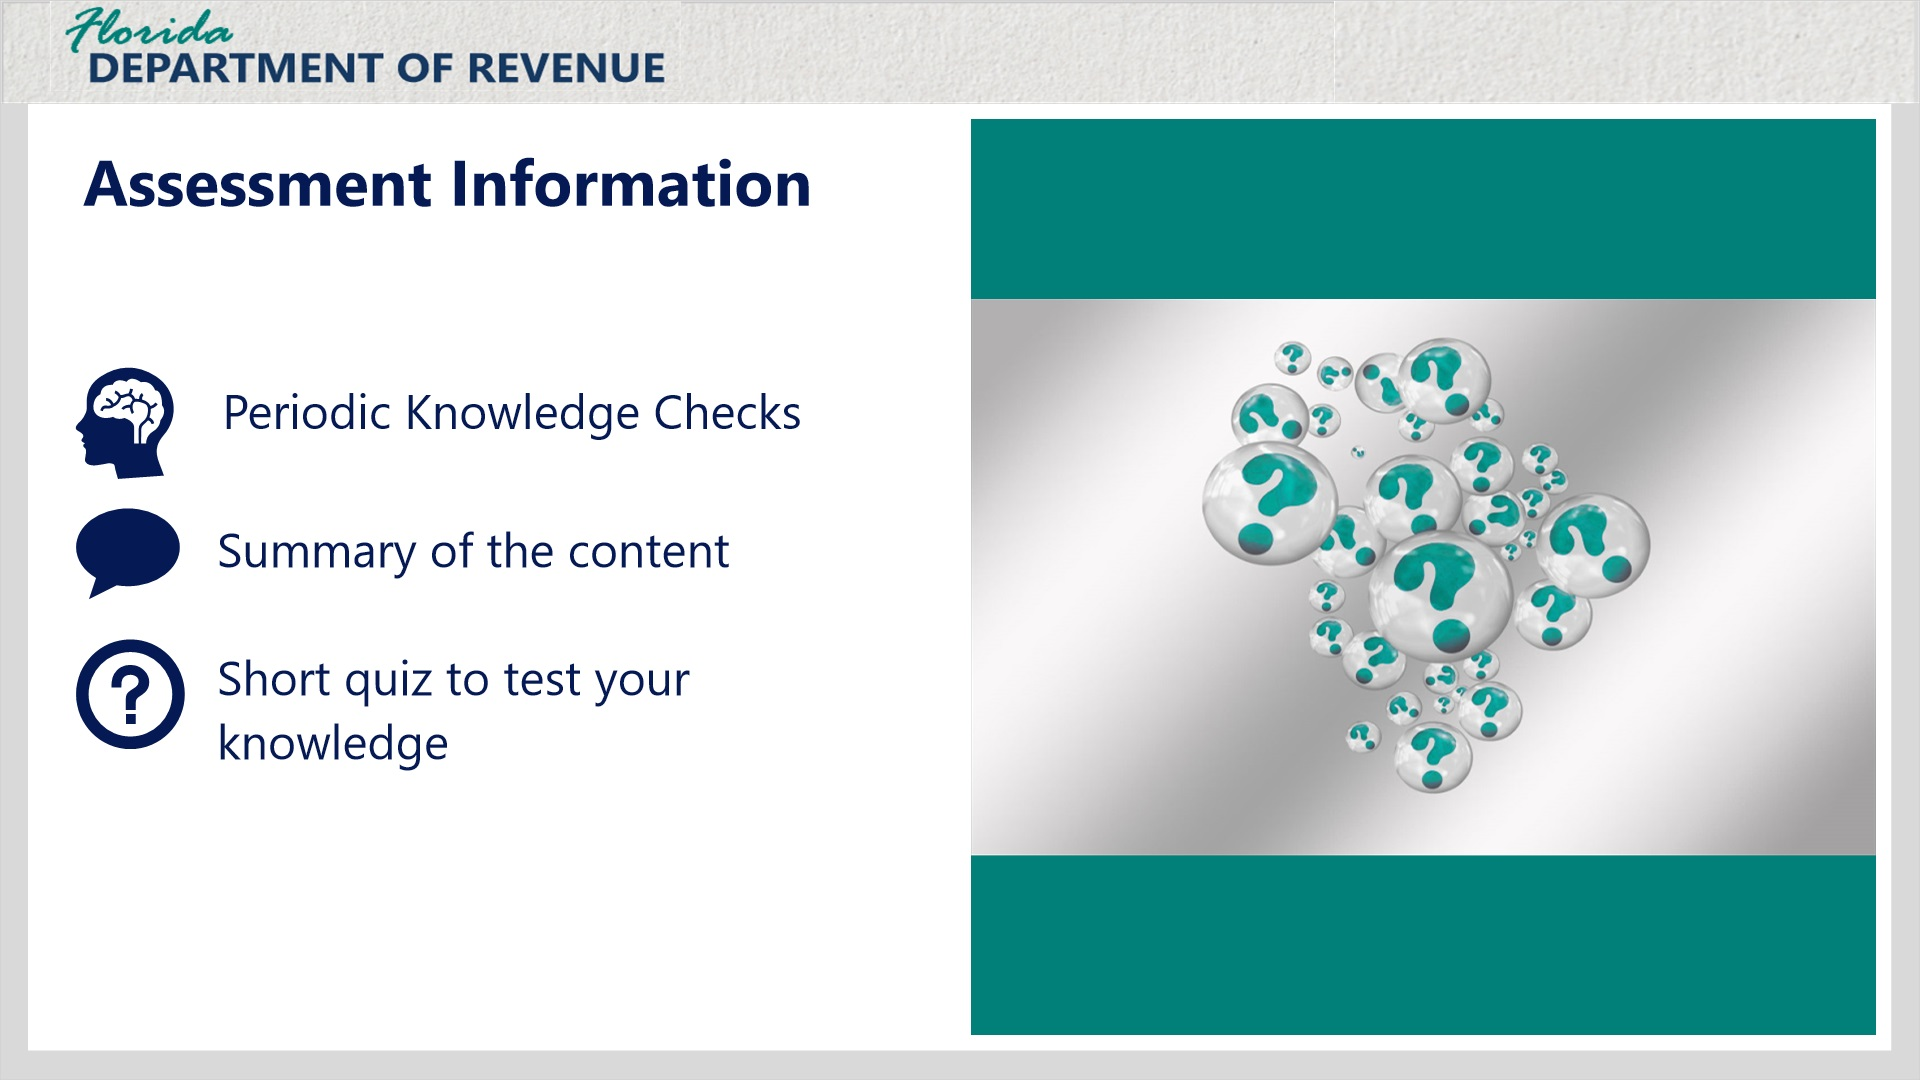 Florida
DEPARTMENT OF REVENUE
Assessment Information
Periodic Knowledge Checks
Summary of the content
Short quiz to test your
knowledge